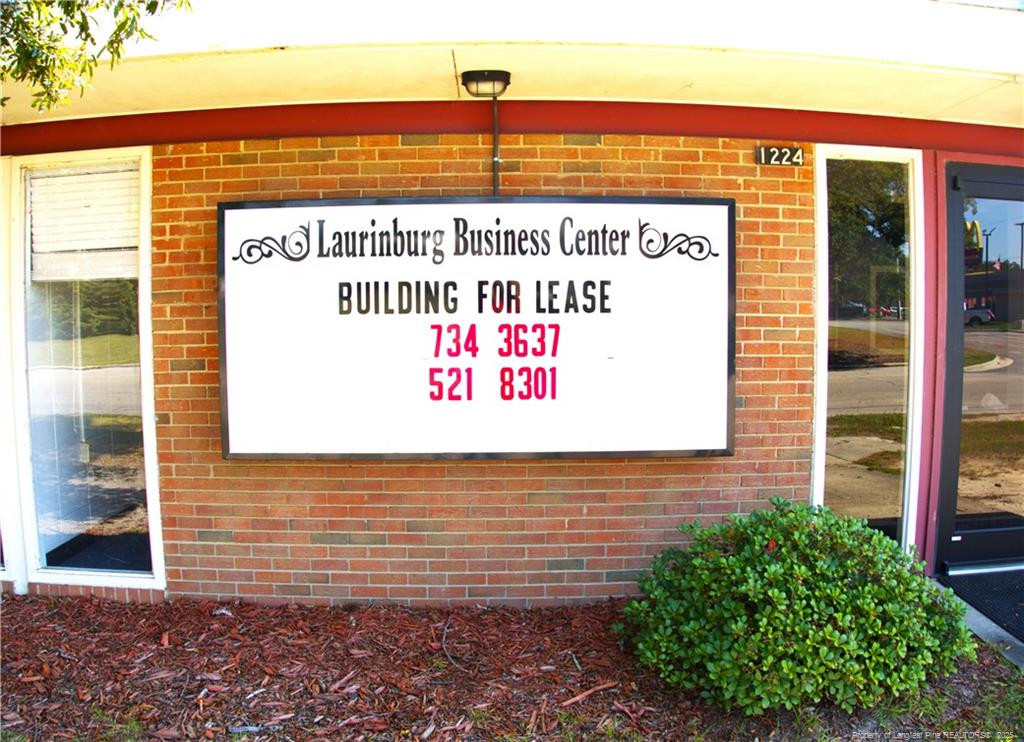 1224
Laurinburg Business Center
BUILDING FOR LEASE
734 3637
521 8301
Property of Longleaf Pine REALTORS® 2025